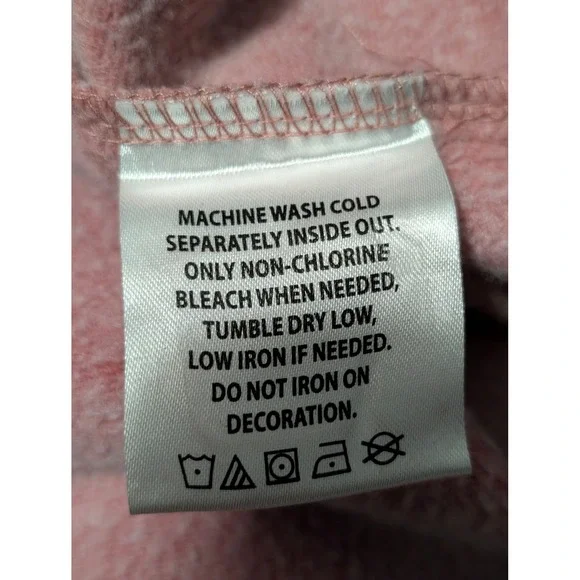 MACHINE WASH COLD
SEPARATELY INSIDE OUT.
ONLY NON-CHLORINE
BLEACH WHEN NEEDED,
TUMBLE DRY LOW,
LOW IRON IF NEEDED.
DO NOT IRON ON
DECORATION.